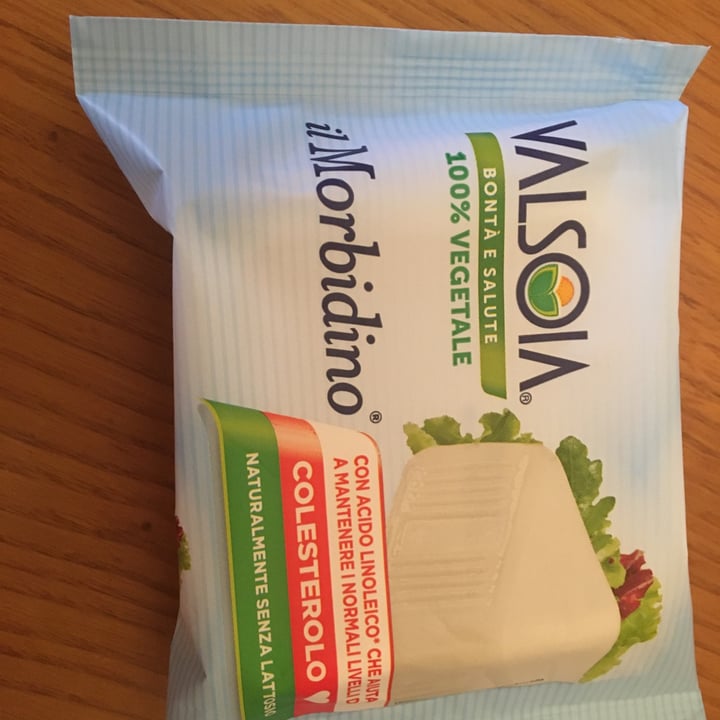 VALSOIA®
BONTÀ E SALUTE
100% VEGETALE
il Morbidino®
CON ACIDO LINOLEICO* CHE AIUTA
A MANTENERE I NORMALI LIVELLI D
COLESTEROLO
NATURALMENTE SENZA LATTOSIO